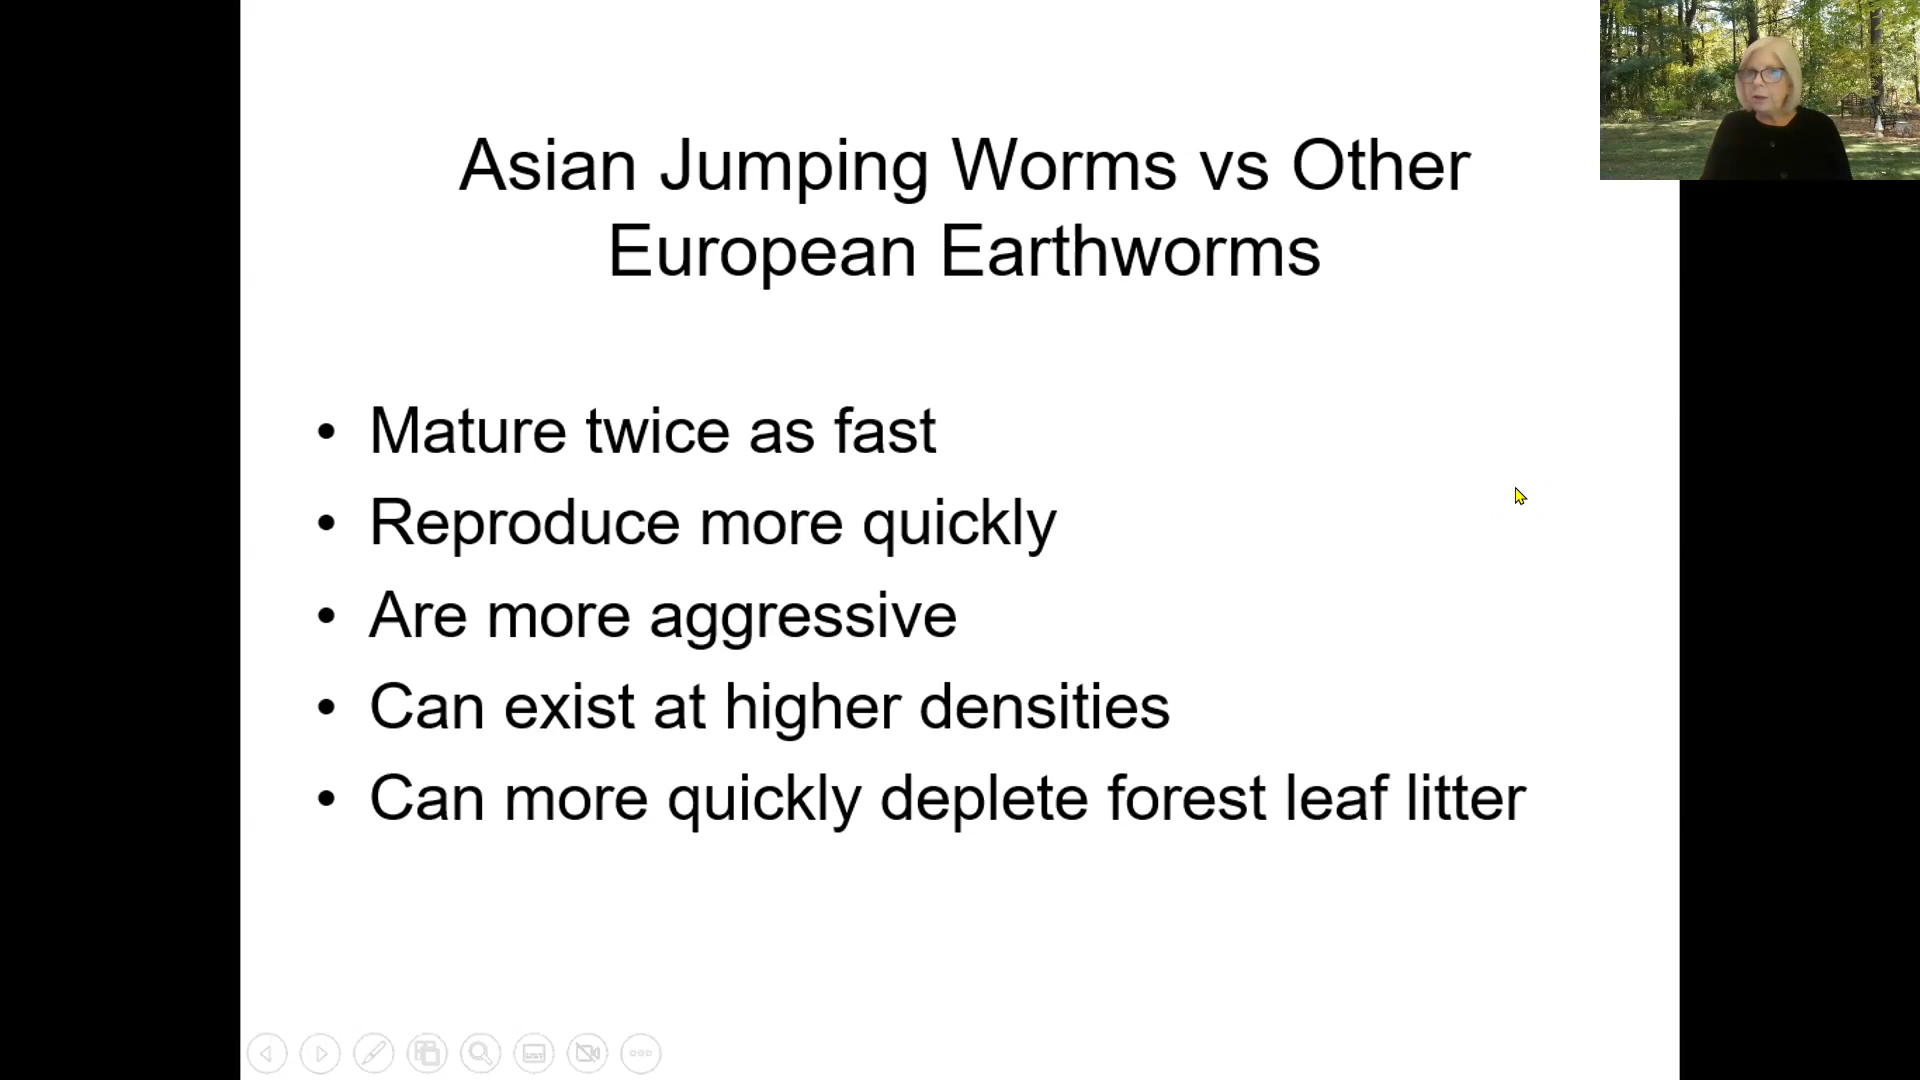 Asian Jumping Worms vs Other
European Earthworms
• Mature twice as fast
• Reproduce more quickly
• Are more aggressive
• Can exist at higher densities
• Can more quickly deplete forest leaf litter